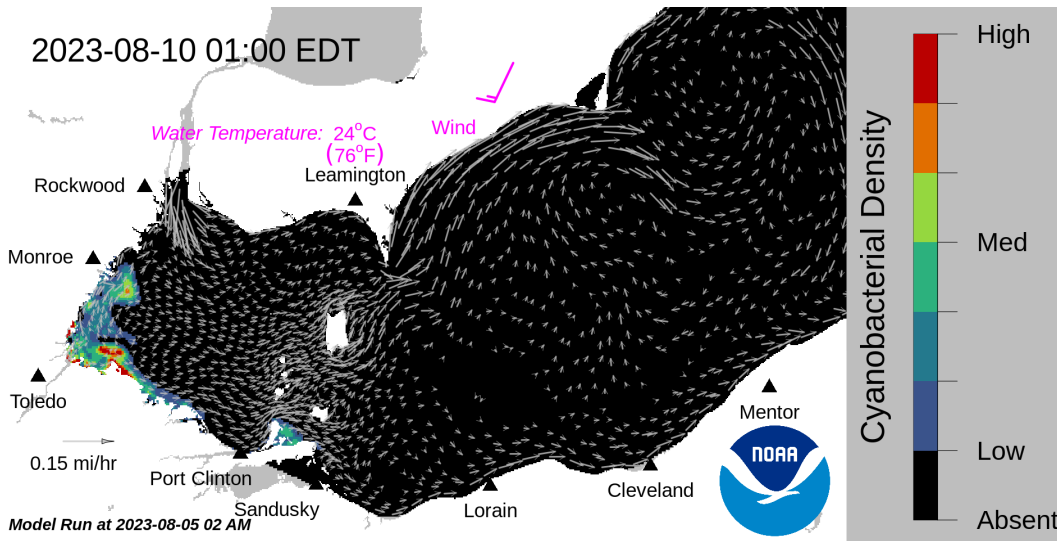 2023-08-10 01:00 EDT
Water Temperature: 24°C
(76°F)
Wind
Leamington
Rockwood
Monroe
Toledo
0.15 mi/hr
Port Clinton
Sandusky
Lorain
Cleveland
Mentor
NOAA
Model Run at 2023-08-05 02 AM
Cyanobacterial Density
High
Med
Low
Absent